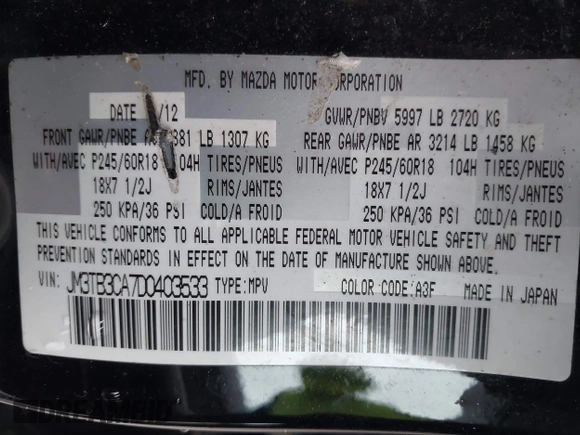 MFD. BY MAZDA MOTOR CORPORATION
DATE /12 GVWR/PNBV 5997 LB 2720 KG
FRONT GAWR/PNBE AR 881 LB 1307 KG REAR GAWR/PNBE AR 3214 LB 1458 KG
WITH/AVEC P245/60R18 104H TIRES/PNEUS WITH/AVEC P245/60R18 104H TIRES/PNEUS
18X7 1/2J RIMS/JANTES 18X7 1/2J RIMS/JANTES
250 KPA/36 PSI COLD/A FROID 250 KPA/36 PSI COLD/A FROID
THIS VEHICLE CONFORMS TO ALL APPLICABLE FEDERAL MOTOR VEHICLE SAFETY AND THEFT
PREVENTION STANDARDS IN EFFECT ON THE DATE OF MANUFACTURE SHOWN ABOVE.
VIN: JM3TB3CA7D0403533 TYPE: MPV COLOR CODE: A3F MADE IN JAPAN
DREAMBID